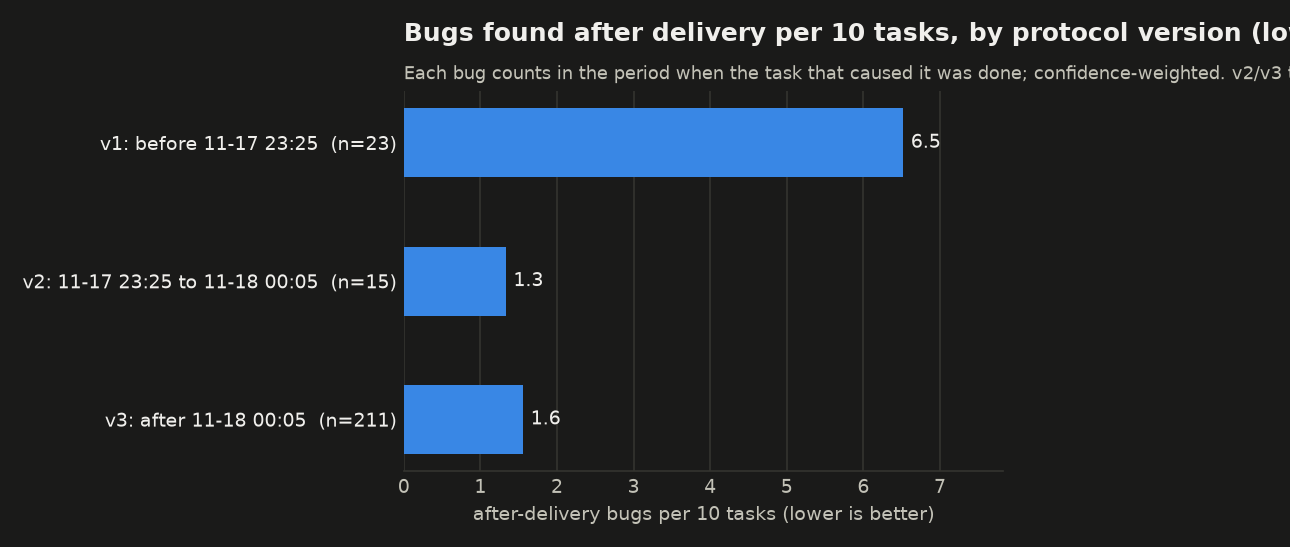 Bugs found after delivery per 10 tasks, by protocol version
Each bug counts in the period when the task that caused it was done; confidence-weighted. v2/v3
v1: before 11-17 23:25 (n=23)
6.5
v2: 11-17 23:25 to 11-18 00:05 (n=15)
1.3
v3: after 11-18 00:05 (n=211)
1.6
0 1 2 3 4 5 6 7
after-delivery bugs per 10 tasks (lower is better)